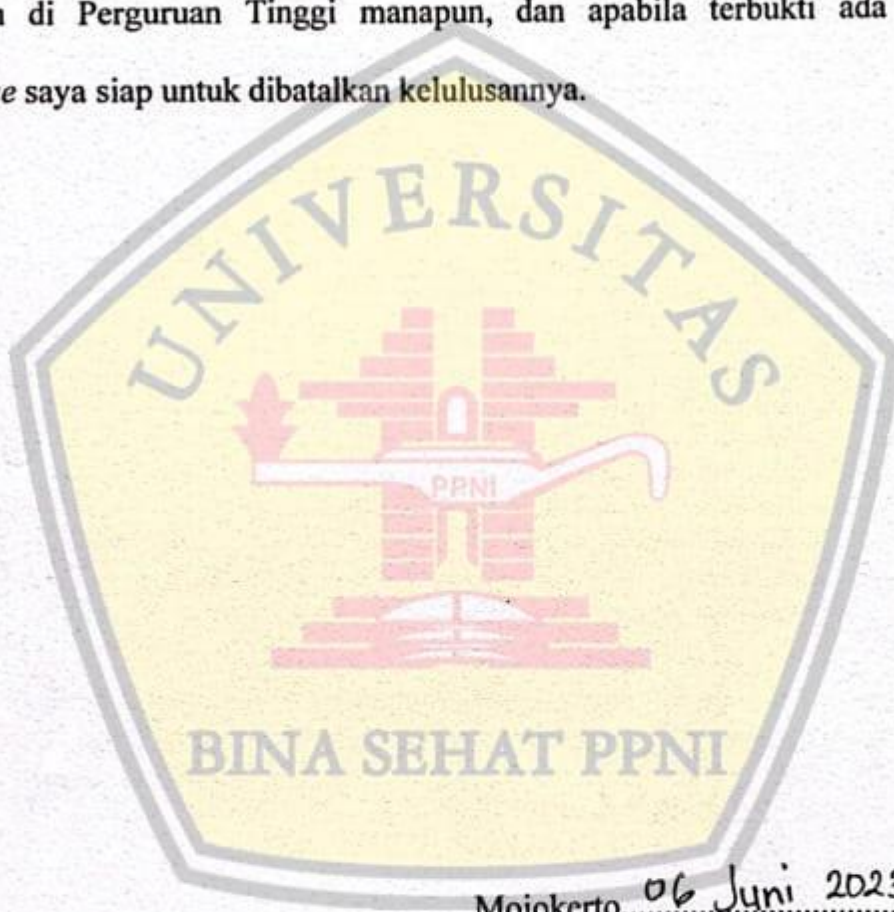 di Perguruan Tinggi manapun, dan apabila terbukti ada
saya siap untuk dibatalkan kelulusannya.
UNIVERSITAS
PPNI
BINA SEHAT PPNI
Mojokerto, 06 Juni 2023